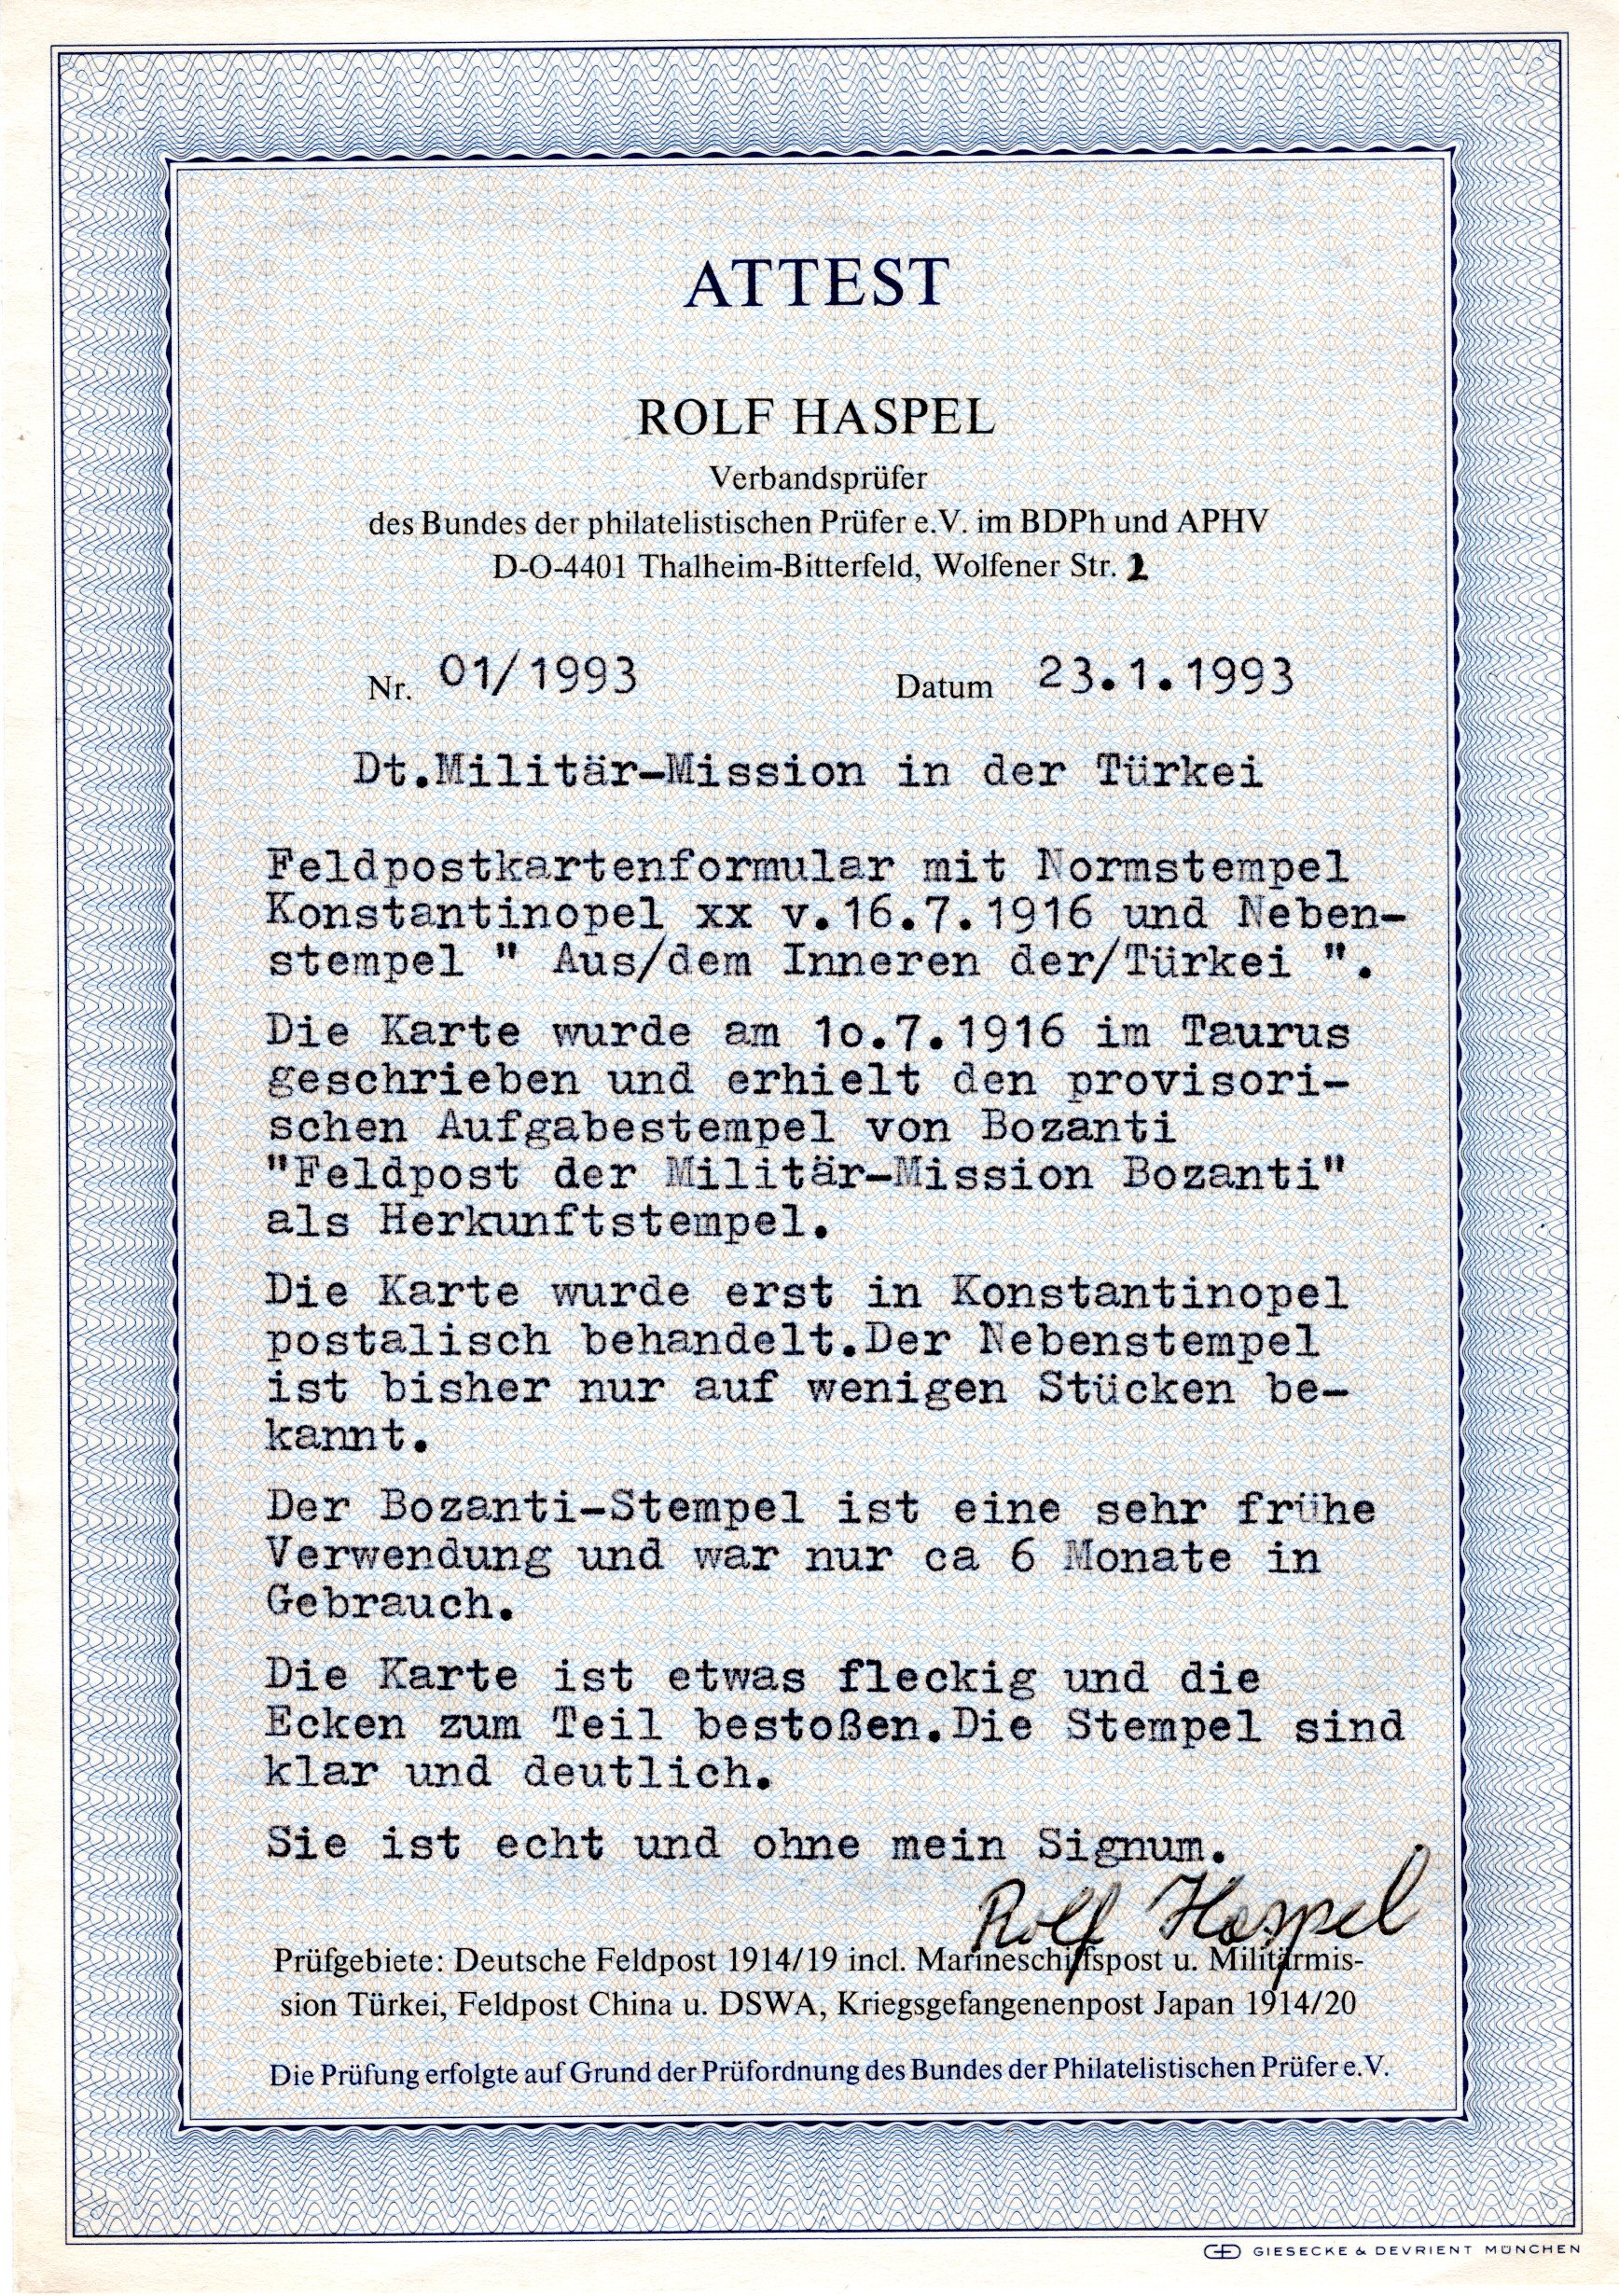 ATTEST
ROLF HASPEL
Verbandsprüfer
des Bundes der philatelistischen Prüfer e.V. im BDPh und APHV
D-O-4401 Thalheim-Bitterfeld, Wolfener Str. 2
Nr. 01/1993 Datum 23.1.1993
Dt.Militär-Mission in der Türkei
Feldpostkartenformular mit Normstempel
Konstantinopel xx v.16.7.1916 und Neben-
stempel " Aus/dem Inneren der/Türkei ".
Die Karte wurde am 1o.7.1916 im Taurus
geschrieben und erhielt den provisori-
schen Aufgabestempel von Bozanti
"Feldpost der Militär-Mission Bozanti"
als Herkunftstempel.
Die Karte wurde erst in Konstantinopel
postalisch behandelt.Der Nebenstempel
ist bisher nur auf wenigen Stücken be-
kannt.
Der Bozanti-Stempel ist eine sehr frühe
Verwendung und war nur ca 6 Monate in
Gebrauch.
Die Karte ist etwas fleckig und die
Ecken zum Teil bestoßen.Die Stempel sind
klar und deutlich.
Sie ist echt und ohne mein Signum.
Rolf Haspel
Prüfgebiete: Deutsche Feldpost 1914/19 incl. Marineschiffspost u. Militärmis-
sion Türkei, Feldpost China u. DSWA, Kriegsgefangenenpost Japan 1914/20
Die Prüfung erfolgte auf Grund der Prüfordnung des Bundes der Philatelistischen Prüfer e.V.
GIESECKE & DEVRIENT MÜNCHEN